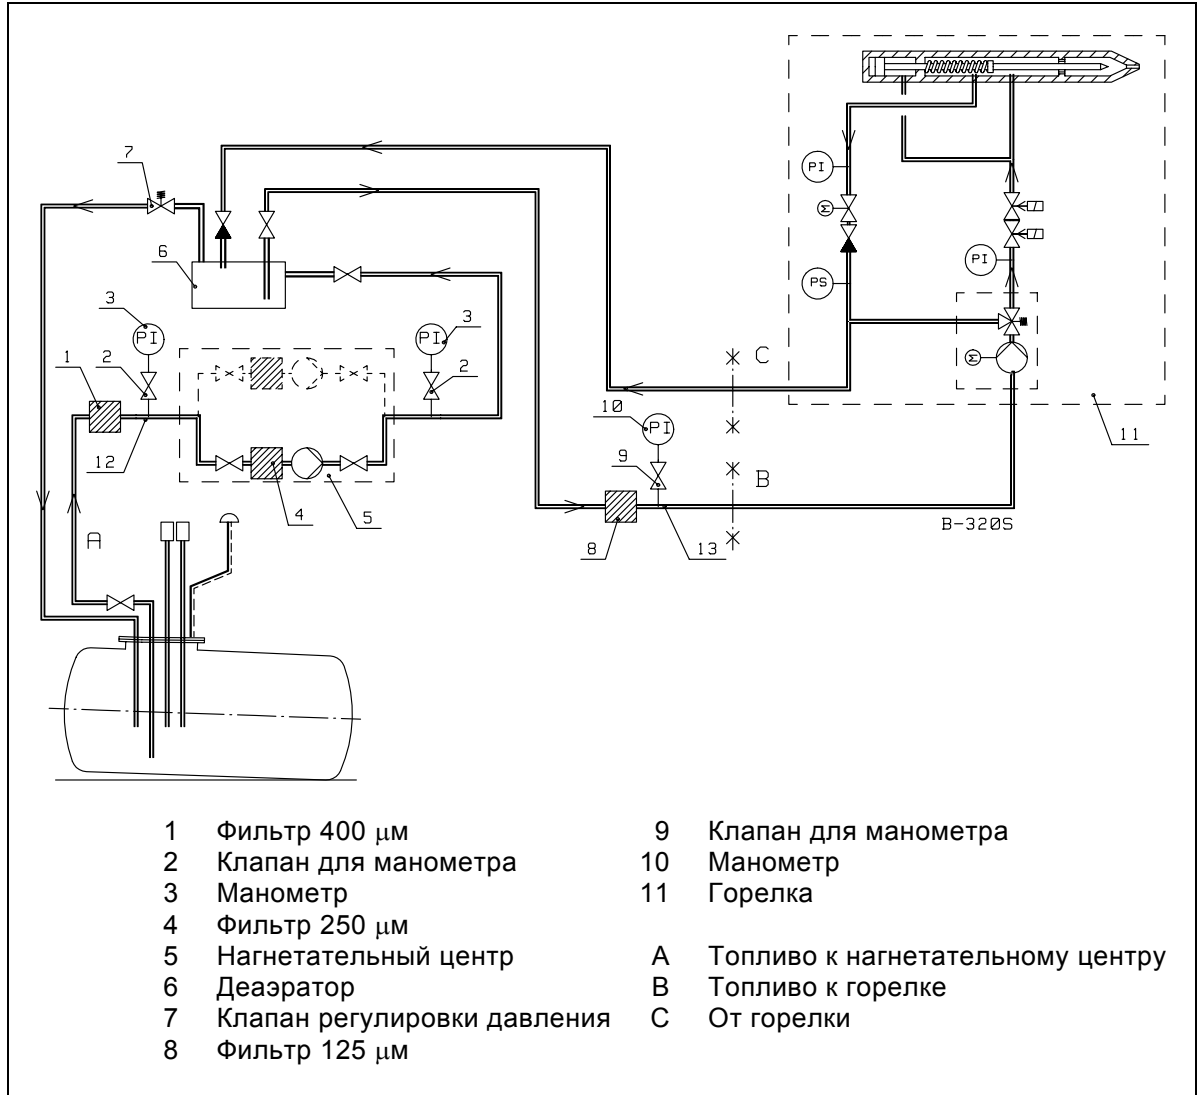 7
6
3
PI
3
PI
1
2
2
12
A
4
5
PI
M
PS
PI
M
C
10
PI
9
B
8
13
B-320S
11
1 Фильтр 400 μм
2 Клапан для манометра
3 Манометр
4 Фильтр 250 μм
5 Нагнетательный центр
6 Деаэратор
7 Клапан регулировки давления
8 Фильтр 125 μм
9 Клапан для манометра
10 Манометр
11 Горелка
A Топливо к нагнетательному центру
B Топливо к горелке
C От горелки